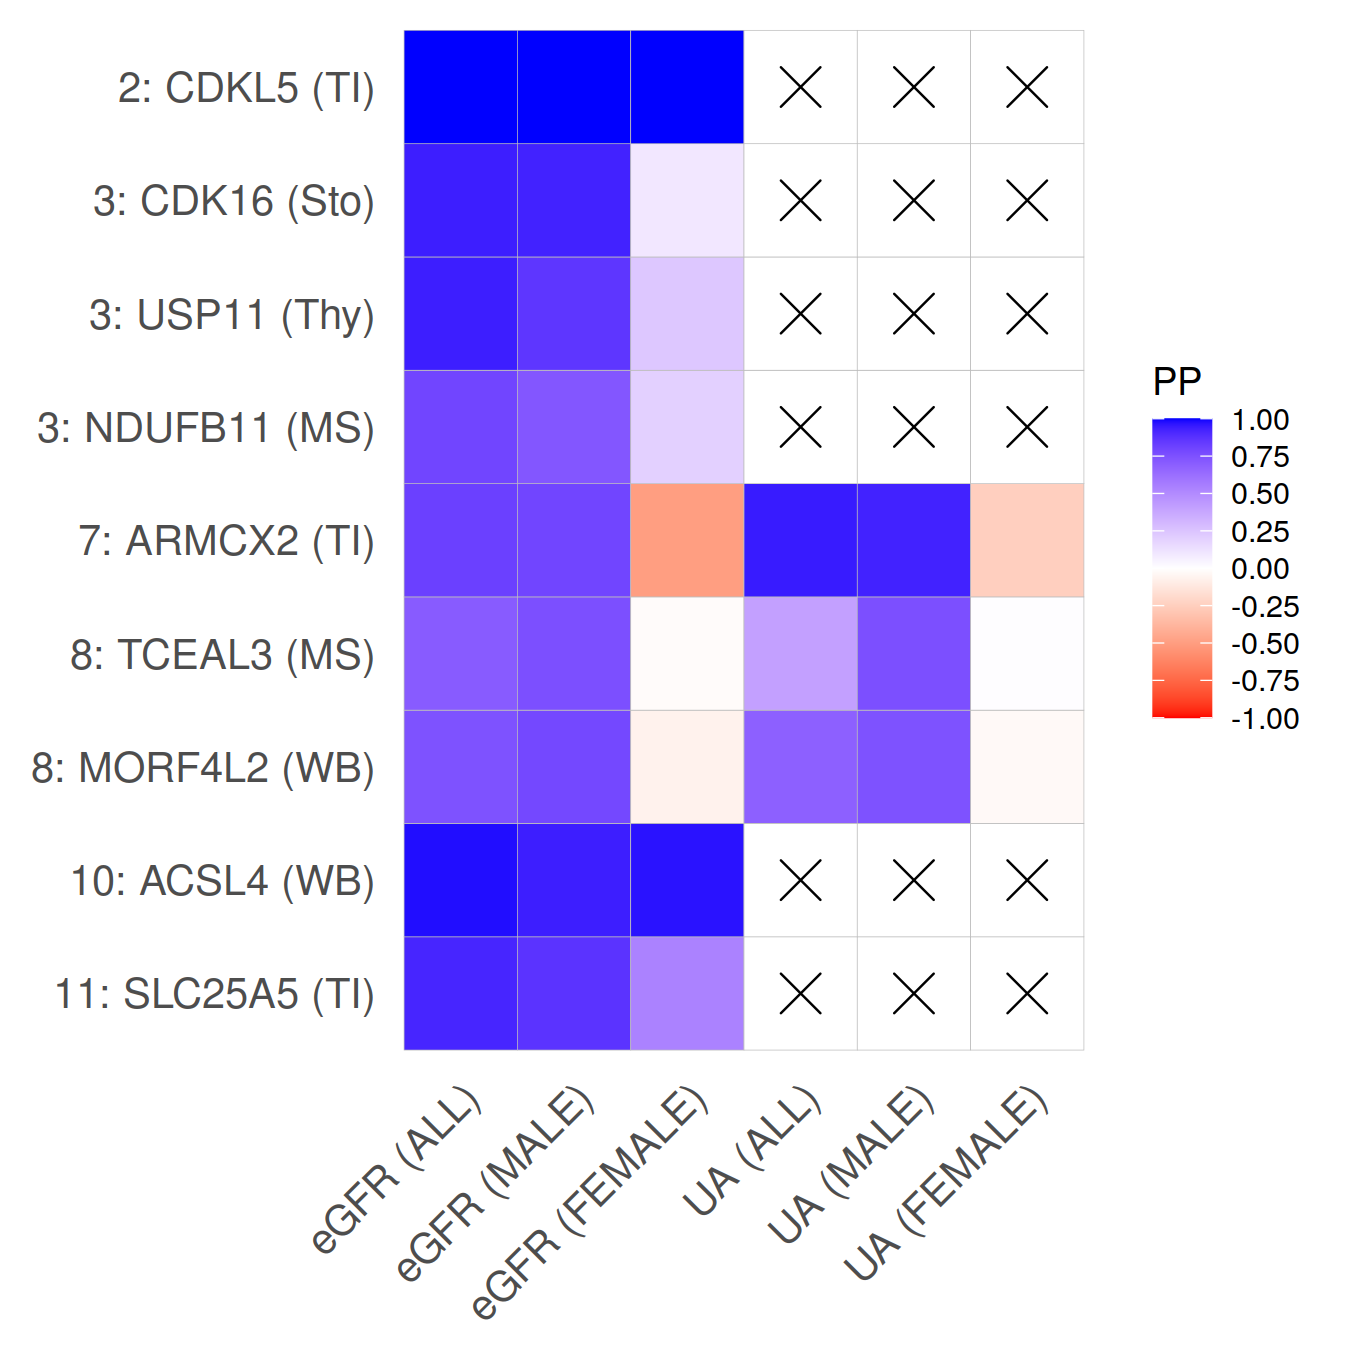 2: CDKL5 (TI)
3: CDK16 (Sto)
3: USP11 (Thy)
3: NDUFB11 (MS)
7: ARMCX2 (TI)
8: TCEAL3 (MS)
8: MORF4L2 (WB)
10: ACSL4 (WB)
11: SLC25A5 (TI)
eGFR (ALL)
eGFR (MALE)
eGFR (FEMALE)
UA (ALL)
UA (MALE)
UA (FEMALE)
PP
1.00
0.75
0.50
0.25
0.00
-0.25
-0.50
-0.75
-1.00